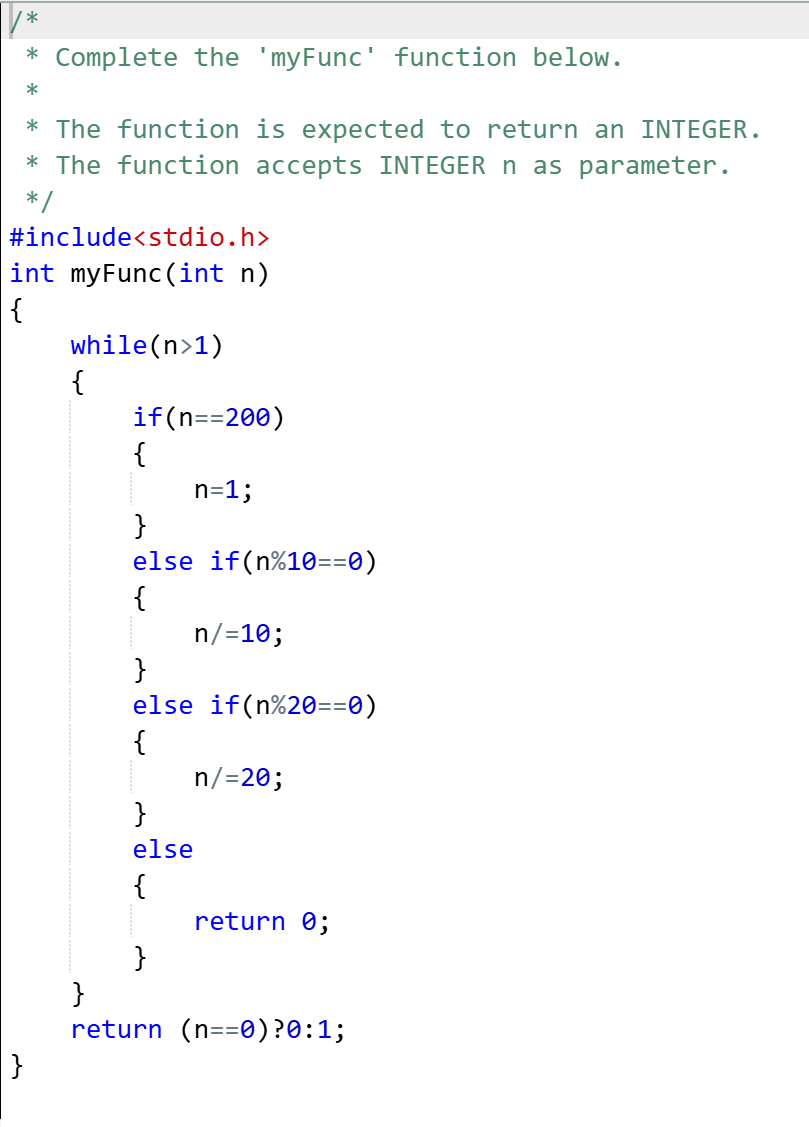 /*
 * Complete the 'myFunc' function below.
 *
 * The function is expected to return an INTEGER.
 * The function accepts INTEGER n as parameter.
 */
#include<stdio.h>
int myFunc(int n)
{
    while(n>1)
    {
        if(n==200)
        {
            n=1;
        }
        else if(n%10==0)
        {
            n/=10;
        }
        else if(n%20==0)
        {
            n/=20;
        }
        else
        {
            return 0;
        }
    }
    return (n==0)?0:1;
}